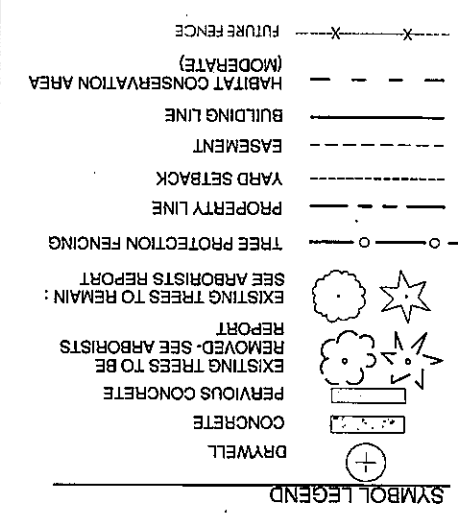 SYMBOL LEGEND
DRYWELL
CONCRETE
PERVIOUS CONCRETE
EXISTING TREES TO BE
REMOVED- SEE ARBORISTS
REPORT
EXISTING TREES TO REMAIN :
SEE ARBORISTS REPORT
TREE PROTECTION FENCING
PROPERTY LINE
YARD SETBACK
EASEMENT
BUILDING LINE
HABITAT CONSERVATION AREA
(MODERATE)
FUTURE FENCE